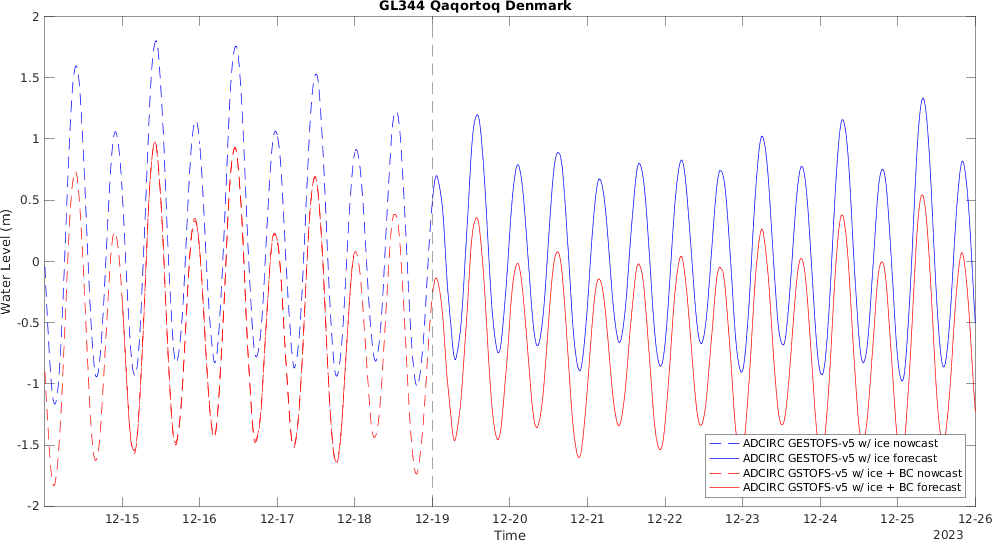 GL344 Qaqortoq Denmark
2
1.5
1
0.5
0
-0.5
-1
-1.5
-2
Water Level (m)
12-15 12-16 12-17 12-18 12-19 12-20 12-21 12-22 12-23 12-24 12-25 12-26
Time
2023
ADCIRC GESTOFS-v5 w/ ice nowcast
ADCIRC GESTOFS-v5 w/ ice forecast
ADCIRC GSTOFS-v5 w/ ice + BC nowcast
ADCIRC GSTOFS-v5 w/ ice + BC forecast